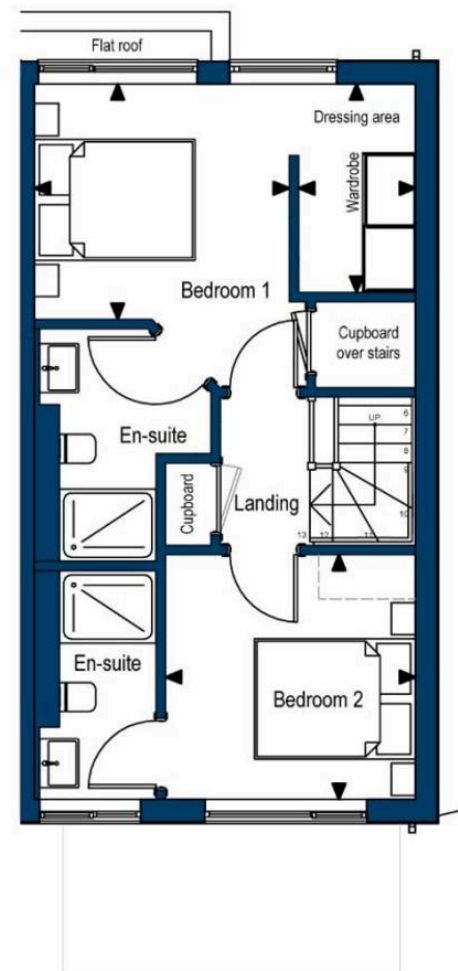 Flat roof
Dressing area
Wardrobe
Bedroom 1
Cupboard
over stairs
En-suite
UP
6
7
8
9
10
11
12
13
Cupboard
Landing
En-suite
Bedroom 2